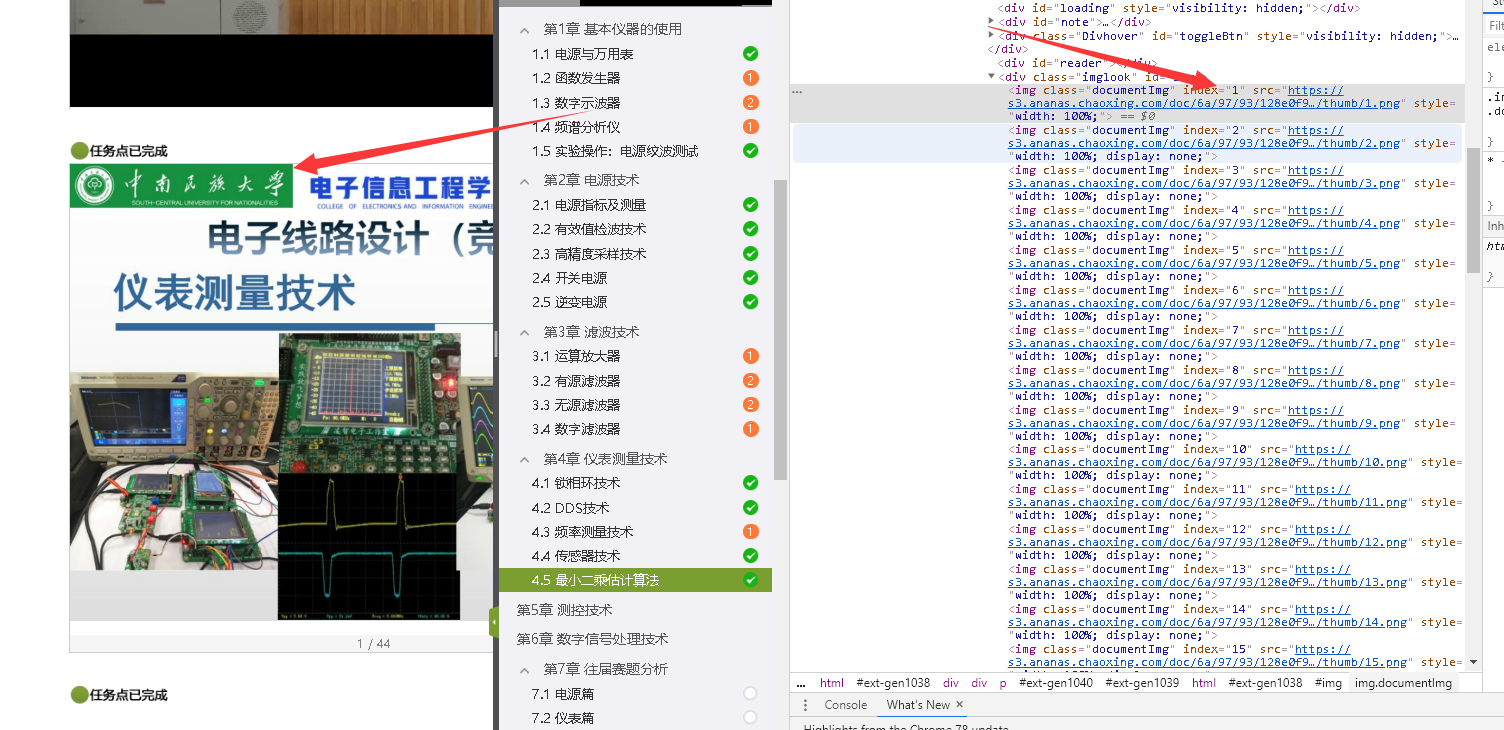 任务点已完成
中南民族大学
SOUTH-CENTRAL UNIVERSITY FOR NATIONALITIES
电子信息工程学
COLLEGE OF ELECTRONICS AND INFORMATION ENGINE
电子线路设计（竞
仪表测量技术
1 / 44
任务点已完成
第1章 基本仪器的使用
1.1 电源与万用表
1.2 函数发生器 1
1.3 数字示波器 2
1.4 频谱分析仪 1
1.5 实验操作：电源纹波测试
第2章 电源技术
2.1 电源指标及测量
2.2 有效值检波技术
2.3 高精度采样技术
2.4 开关电源
2.5 逆变电源
第3章 滤波技术
3.1 运算放大器 1
3.2 有源滤波器 2
3.3 无源滤波器 2
3.4 数字滤波器 1
第4章 仪表测量技术
4.1 锁相环技术
4.2 DDS技术
4.3 频率测量技术 1
4.4 传感器技术
4.5 最小二乘估计算法
第5章 测控技术
第6章 数字信号处理技术
第7章 往届赛题分析
7.1 电源篇
7.2 仪表篇
<div id="loading" style="visibility: hidden;"></div>
<div id="note">…</div>
<div class="Divhover" id="toggleBtn" style="visibility: hidden;">…
</div>
<div id="reader"></div>
<div class="imglook" id=
<img class="documentImg" index="1" src="https://
s3.ananas.chaoxing.com/doc/6a/97/93/128e0f9…/thumb/1.png" style=
"width: 100%;"> == $0
<img class="documentImg" index="2" src="https://
s3.ananas.chaoxing.com/doc/6a/97/93/128e0f9…/thumb/2.png" style=
"width: 100%; display: none;">
<img class="documentImg" index="3" src="https://
s3.ananas.chaoxing.com/doc/6a/97/93/128e0f9…/thumb/3.png" style=
"width: 100%; display: none;">
<img class="documentImg" index="4" src="https://
s3.ananas.chaoxing.com/doc/6a/97/93/128e0f9…/thumb/4.png" style=
"width: 100%; display: none;">
<img class="documentImg" index="5" src="https://
s3.ananas.chaoxing.com/doc/6a/97/93/128e0f9…/thumb/5.png" style=
"width: 100%; display: none;">
<img class="documentImg" index="6" src="https://
s3.ananas.chaoxing.com/doc/6a/97/93/128e0f9…/thumb/6.png" style=
"width: 100%; display: none;">
<img class="documentImg" index="7" src="https://
s3.ananas.chaoxing.com/doc/6a/97/93/128e0f9…/thumb/7.png" style=
"width: 100%; display: none;">
<img class="documentImg" index="8" src="https://
s3.ananas.chaoxing.com/doc/6a/97/93/128e0f9…/thumb/8.png" style=
"width: 100%; display: none;">
<img class="documentImg" index="9" src="https://
s3.ananas.chaoxing.com/doc/6a/97/93/128e0f9…/thumb/9.png" style=
"width: 100%; display: none;">
<img class="documentImg" index="10" src="https://
s3.ananas.chaoxing.com/doc/6a/97/93/128e0f9…/thumb/10.png" style=
"width: 100%; display: none;">
<img class="documentImg" index="11" src="https://
s3.ananas.chaoxing.com/doc/6a/97/93/128e0f9…/thumb/11.png" style=
"width: 100%; display: none;">
<img class="documentImg" index="12" src="https://
s3.ananas.chaoxing.com/doc/6a/97/93/128e0f9…/thumb/12.png" style=
"width: 100%; display: none;">
<img class="documentImg" index="13" src="https://
s3.ananas.chaoxing.com/doc/6a/97/93/128e0f9…/thumb/13.png" style=
"width: 100%; display: none;">
<img class="documentImg" index="14" src="https://
s3.ananas.chaoxing.com/doc/6a/97/93/128e0f9…/thumb/14.png" style=
"width: 100%; display: none;">
<img class="documentImg" index="15" src="https://
s3.ananas.chaoxing.com/doc/6a/97/93/128e0f9…/thumb/15.png" style=
... html #ext-gen1038 div div p #ext-gen1040 #ext-gen1039 html #ext-gen1038 #img img.documentImg
Console What's New ×
Highlights from the Chrome 78 update
Filt
ele
}
.im
.do
}
* 
}
Inh
htm
}